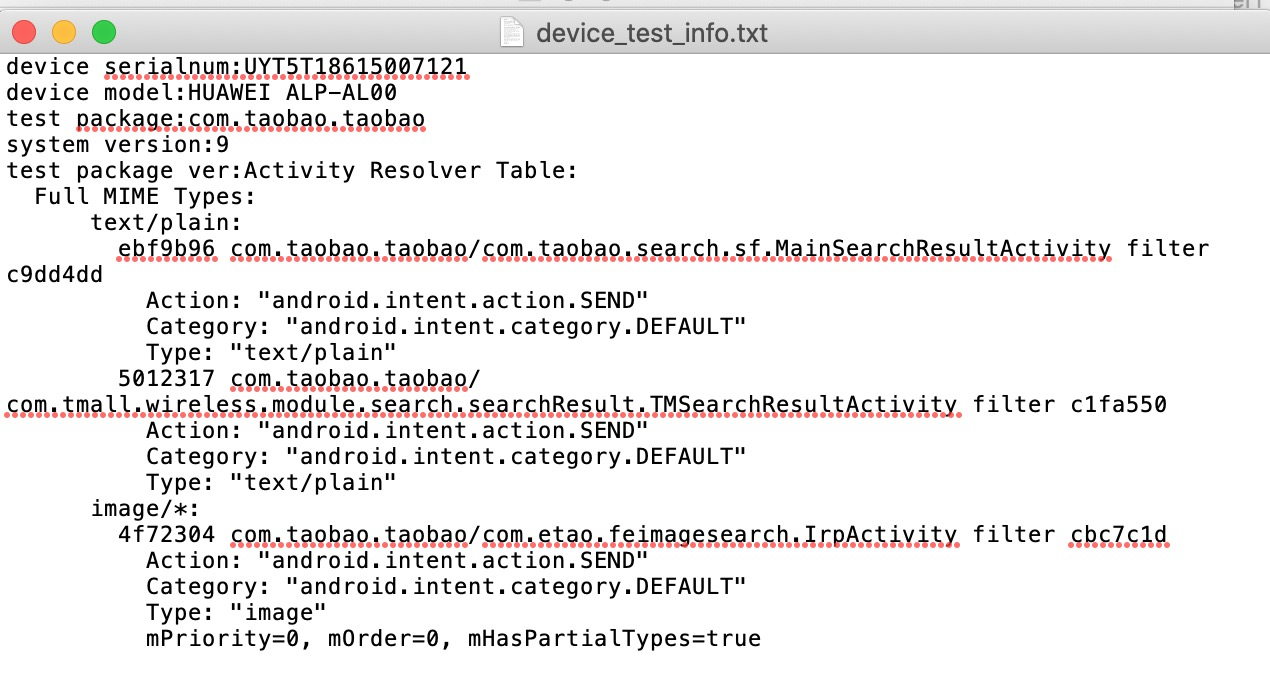 device_test_info.txt
device serialnum:UYT5T18615007121
device model:HUAWEI ALP-AL00
test package:com.taobao.taobao
system version:9
test package ver:Activity Resolver Table:
  Full MIME Types:
      text/plain:
        ebf9b96 com.taobao.taobao/com.taobao.search.sf.MainSearchResultActivity filter
c9dd4dd
          Action: "android.intent.action.SEND"
          Category: "android.intent.category.DEFAULT"
          Type: "text/plain"
        5012317 com.taobao.taobao/
com.tmall.wireless.module.search.searchResult.TMSearchResultActivity filter c1fa550
          Action: "android.intent.action.SEND"
          Category: "android.intent.category.DEFAULT"
          Type: "text/plain"
      image/*:
        4f72304 com.taobao.taobao/com.etao.feimagesearch.IrpActivity filter cbc7c1d
          Action: "android.intent.action.SEND"
          Category: "android.intent.category.DEFAULT"
          Type: "image"
          mPriority=0, mOrder=0, mHasPartialTypes=true